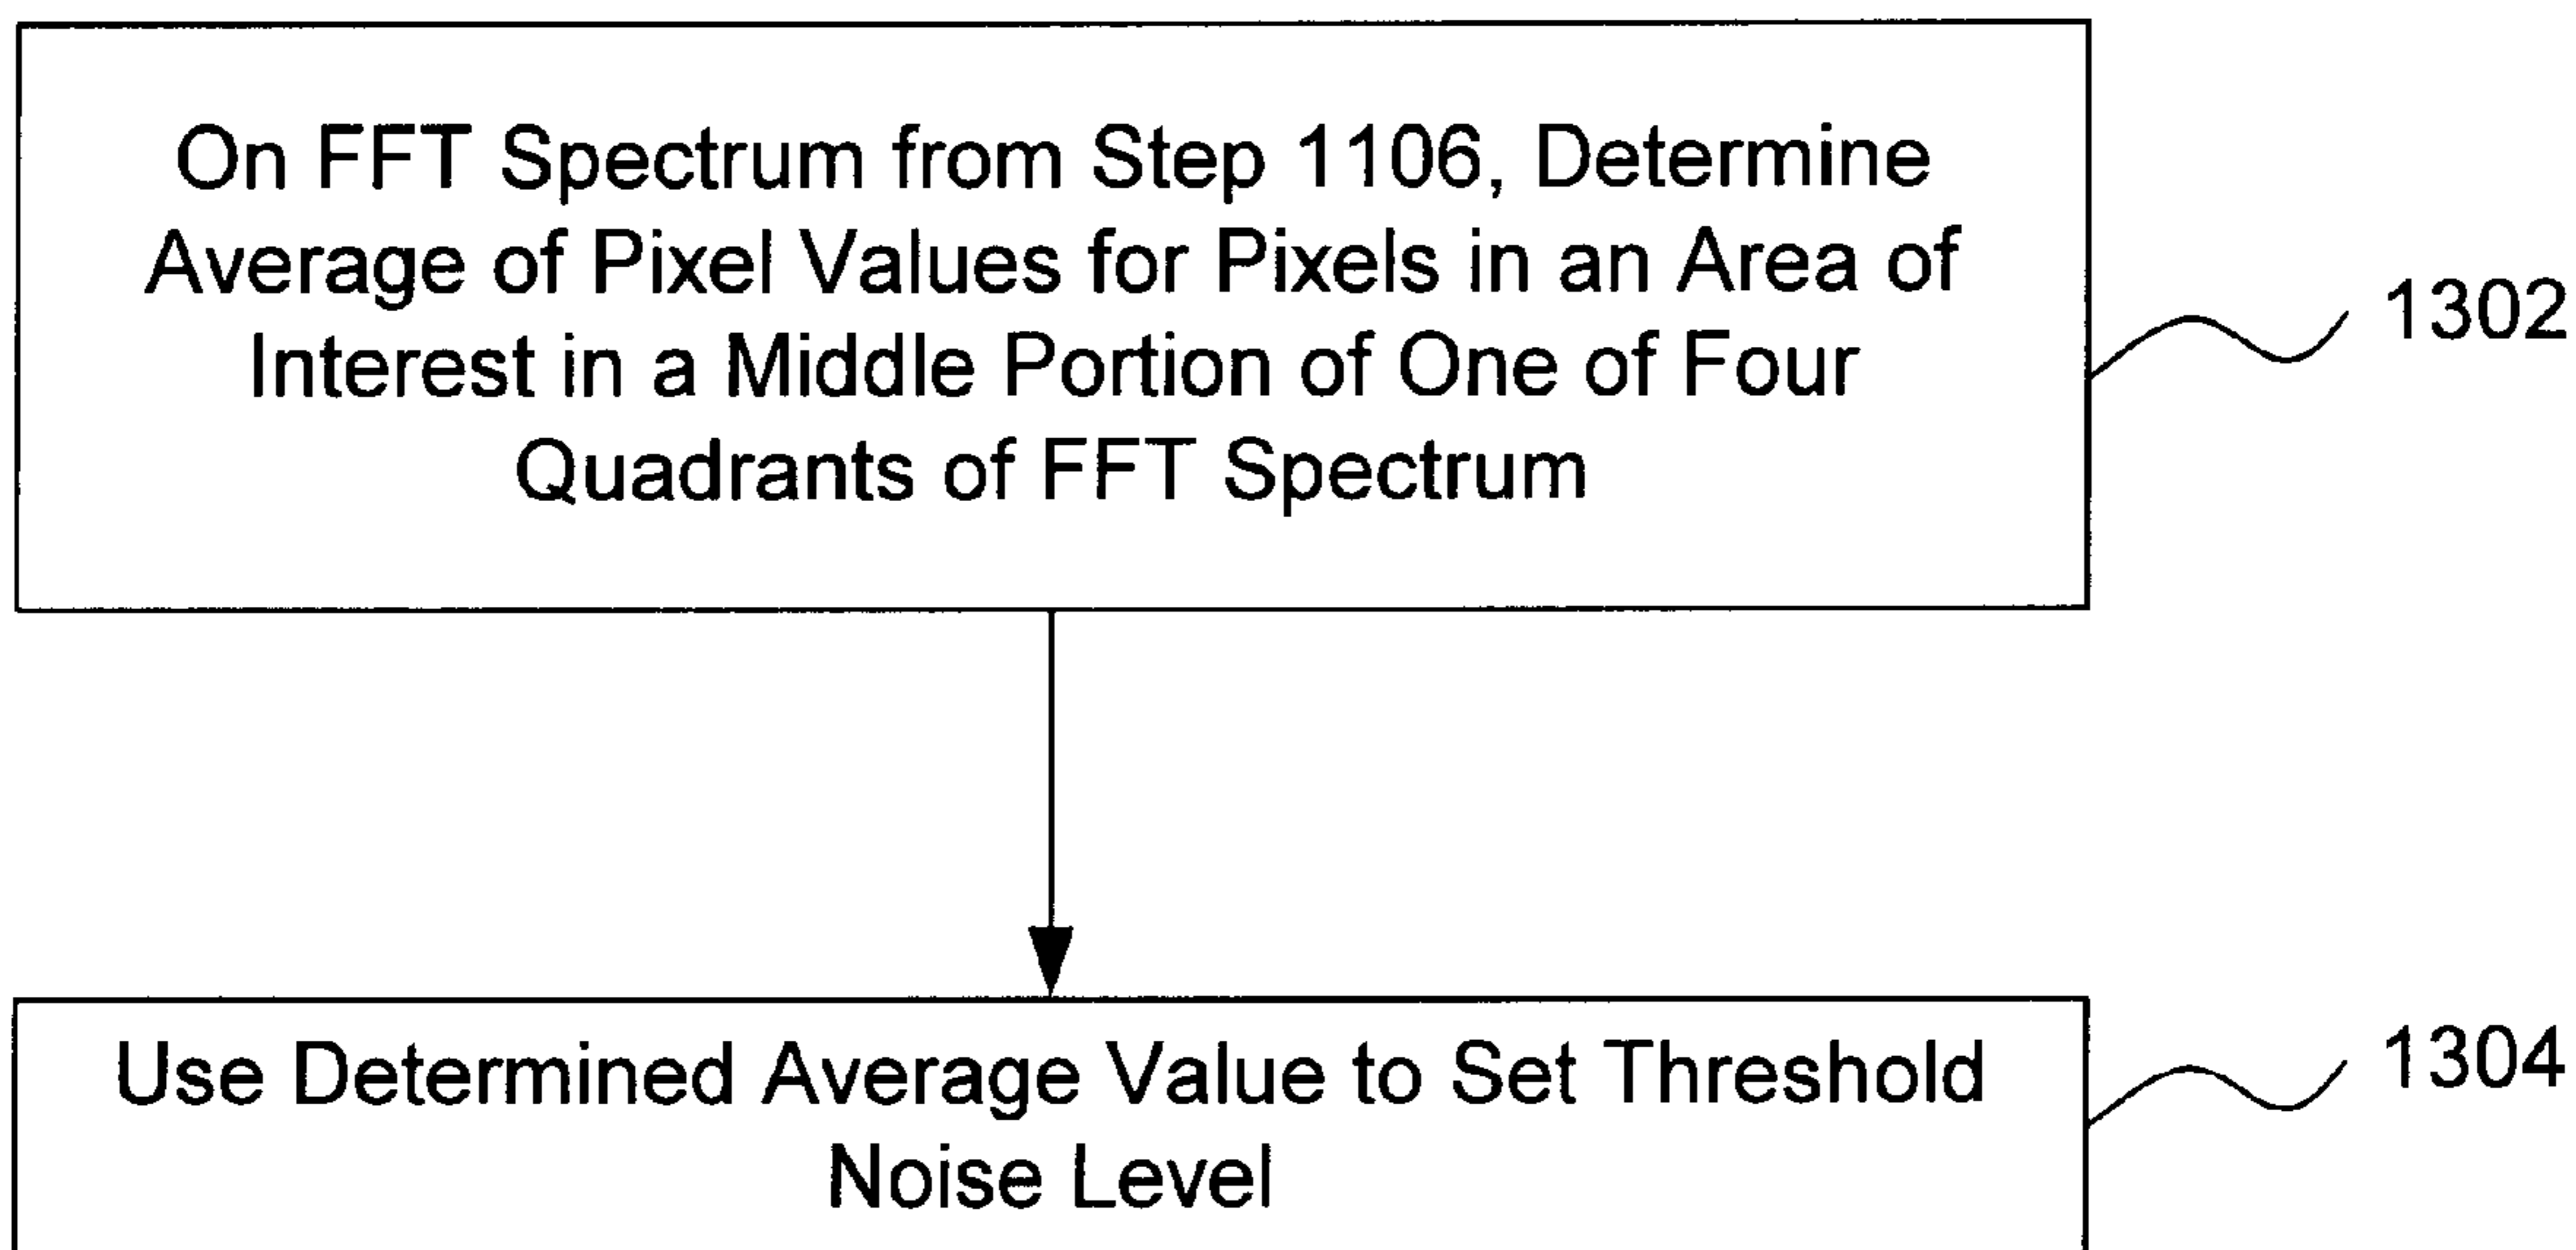 On FFT Spectrum from Step 1106, Determine
Average of Pixel Values for Pixels in an Area of
Interest in a Middle Portion of One of Four
Quadrants of FFT Spectrum
1302
Use Determined Average Value to Set Threshold
Noise Level
1304